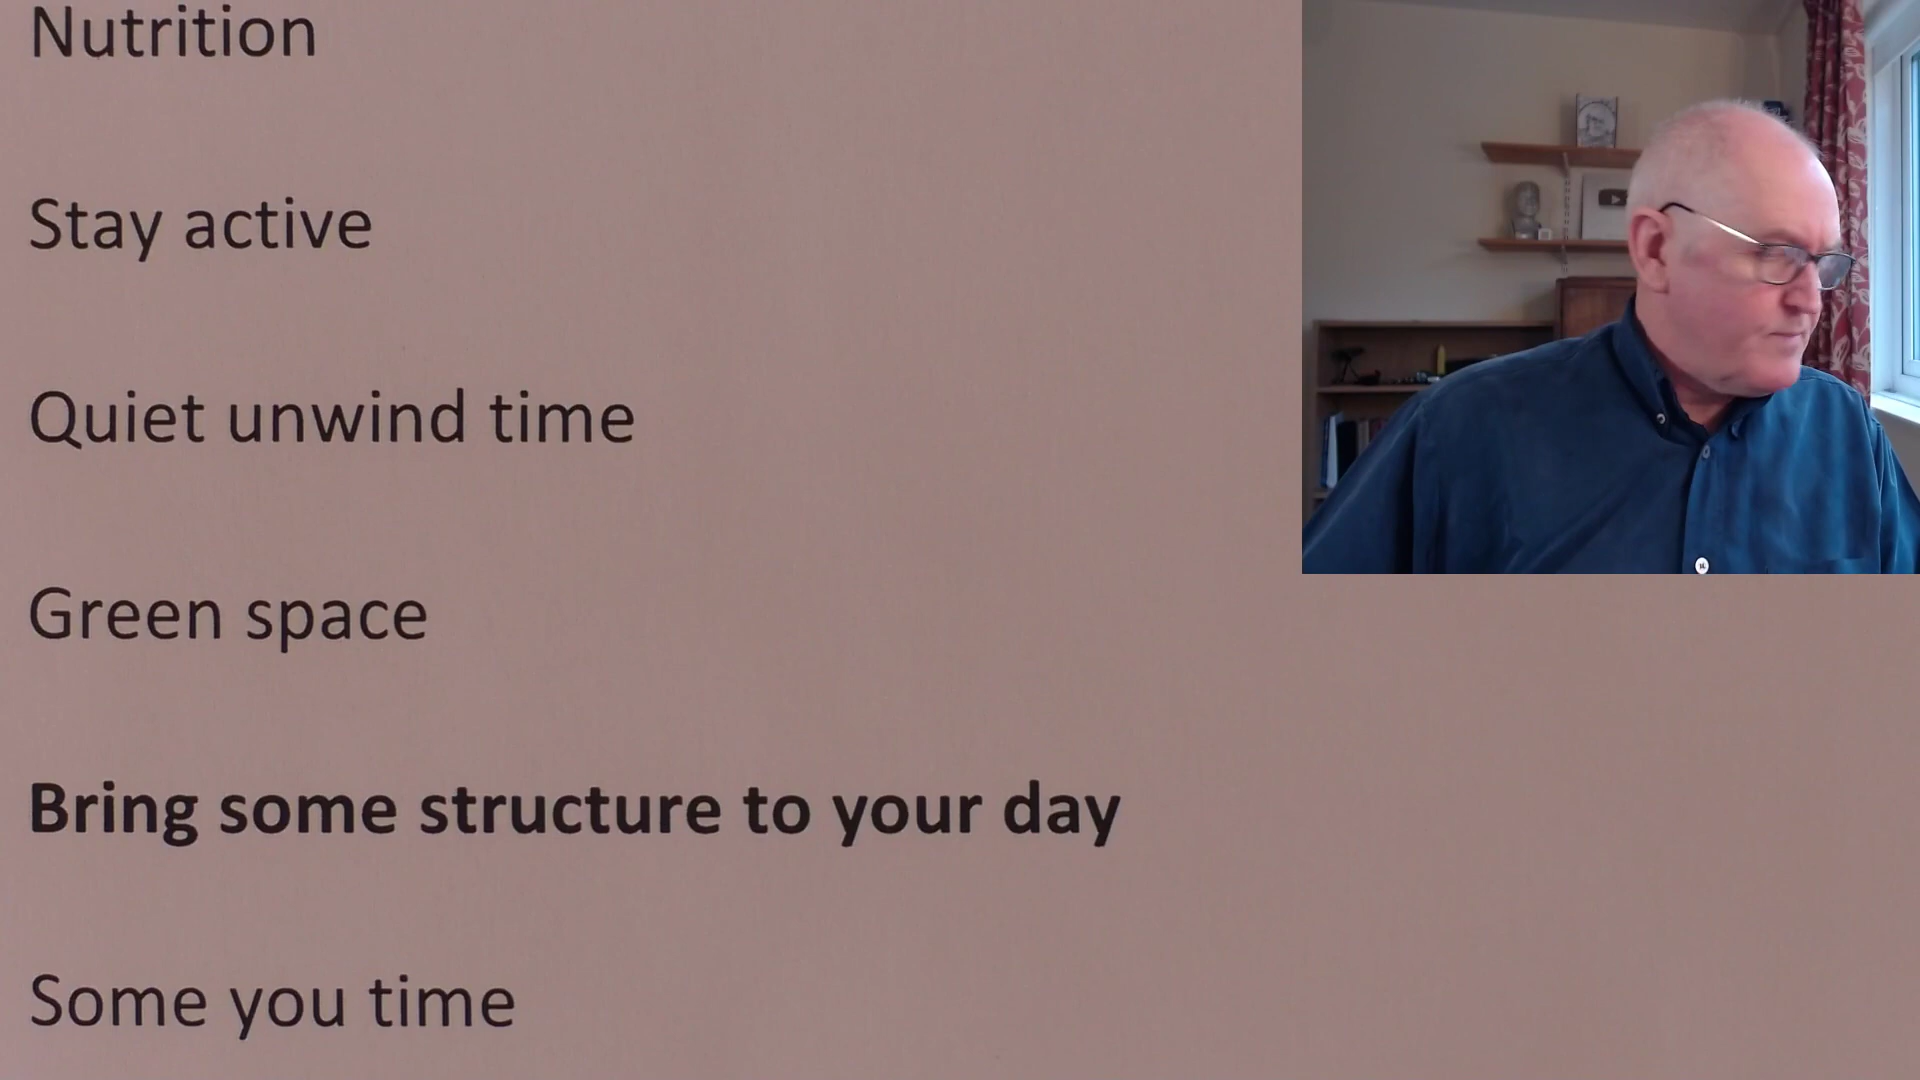 Nutrition
Stay active
Quiet unwind time
Green space
Bring some structure to your day
Some you time